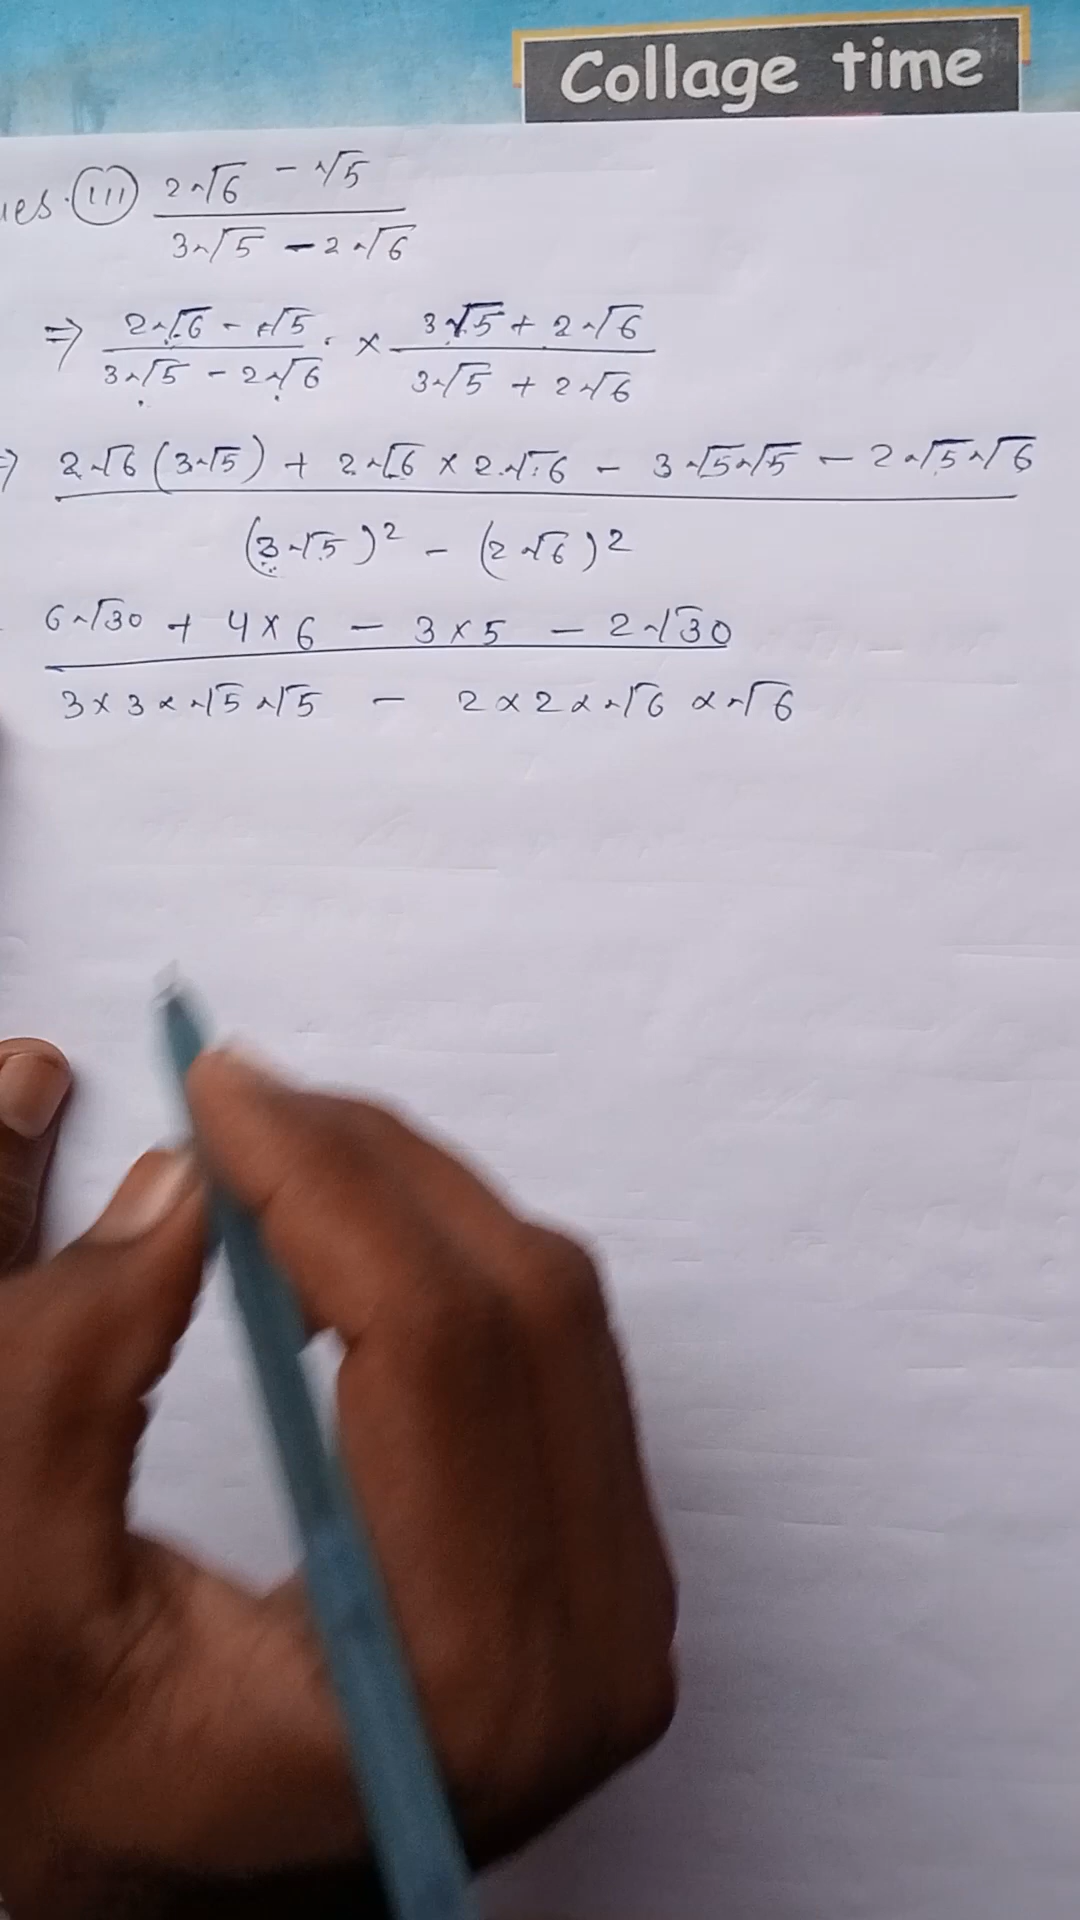 Collage time
ues. (iii) (2√6 - √5) / (3√5 - 2√6)
⇒ (2√6 - √5) / (3√5 - 2√6) × (3√5 + 2√6) / (3√5 + 2√6)
⇒ 2√6 (3√5) + 2√6 × 2√6 - 3√5√5 - 2√5√6
(3√5)² - (2√6)²
6√30 + 4×6 - 3×5 - 2√30
3×3×√5√5 - 2×2×√6×√6